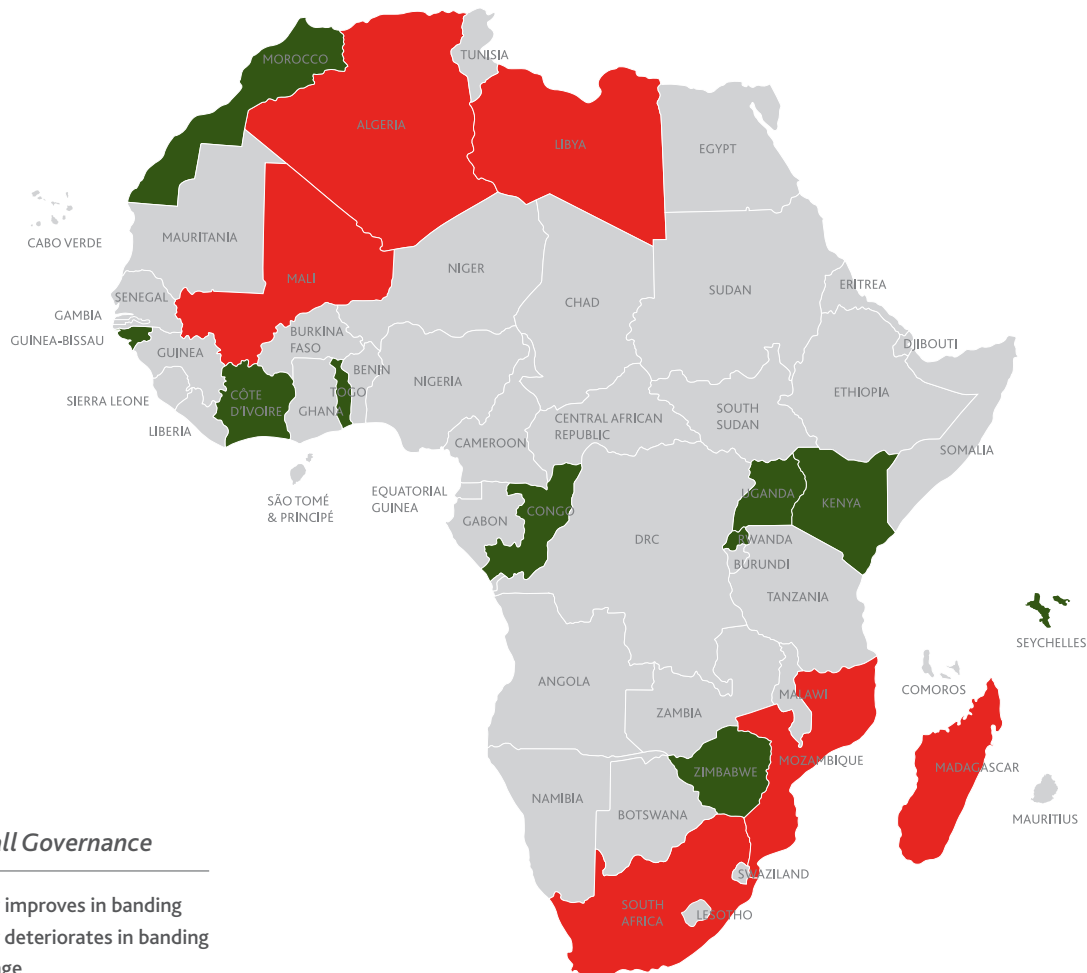 MOROCCO
TUNISIA
ALGERIA
LIBYA
EGYPT
CABO VERDE
MAURITANIA
MALI
NIGER
CHAD
SUDAN
ERITREA
SENEGAL
GAMBIA
GUINEA-BISSAU
GUINEA
BURKINA
FASO
BENIN
NIGERIA
DJIBOUTI
SIERRA LEONE
LIBERIA
CÔTE
D'IVOIRE
GHANA
TOGO
CAMEROON
CENTRAL AFRICAN
REPUBLIC
SOUTH
SUDAN
ETHIOPIA
SOMALIA
SÃO TOMÉ
& PRINCIPÉ
EQUATORIAL
GUINEA
GABON
CONGO
DRC
UGANDA
KENYA
RWANDA
BURUNDI
TANZANIA
SEYCHELLES
COMOROS
ANGOLA
ZAMBIA
MALAWI
MOZAMBIQUE
MADAGASCAR
MAURITIUS
ZIMBABWE
NAMIBIA
BOTSWANA
SWAZILAND
SOUTH
AFRICA
LESOTHO
ll Governance
improves in banding
deteriorates in banding
ge